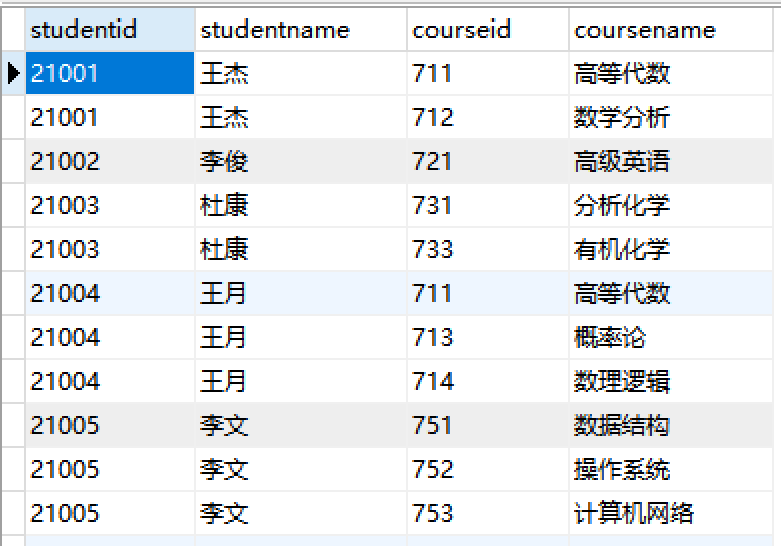 studentid studentname courseid coursename
21001 王杰 711 高等代数
21001 王杰 712 数学分析
21002 李俊 721 高级英语
21003 杜康 731 分析化学
21003 杜康 733 有机化学
21004 王月 711 高等代数
21004 王月 713 概率论
21004 王月 714 数理逻辑
21005 李文 751 数据结构
21005 李文 752 操作系统
21005 李文 753 计算机网络